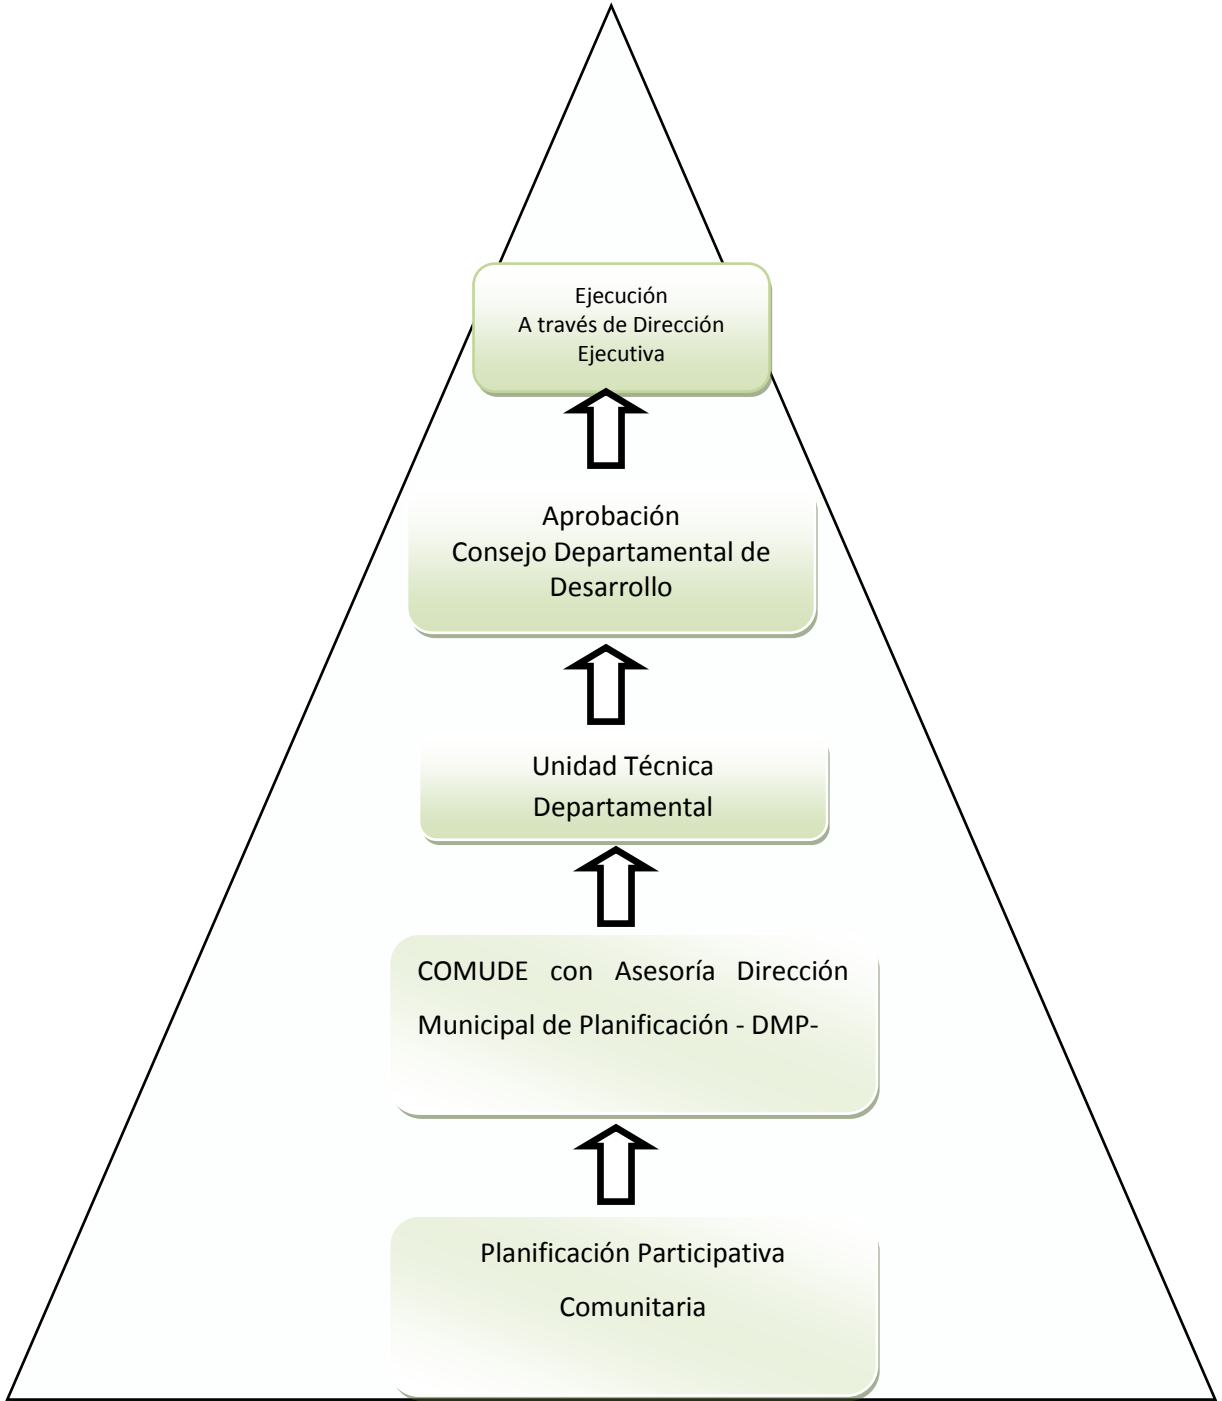 Ejecución
A través de Dirección
Ejecutiva
Aprobación
Consejo Departamental de
Desarrollo
Unidad Técnica
Departamental
COMUDE con Asesoría Dirección
Municipal de Planificación - DMP-
Planificación Participativa
Comunitaria